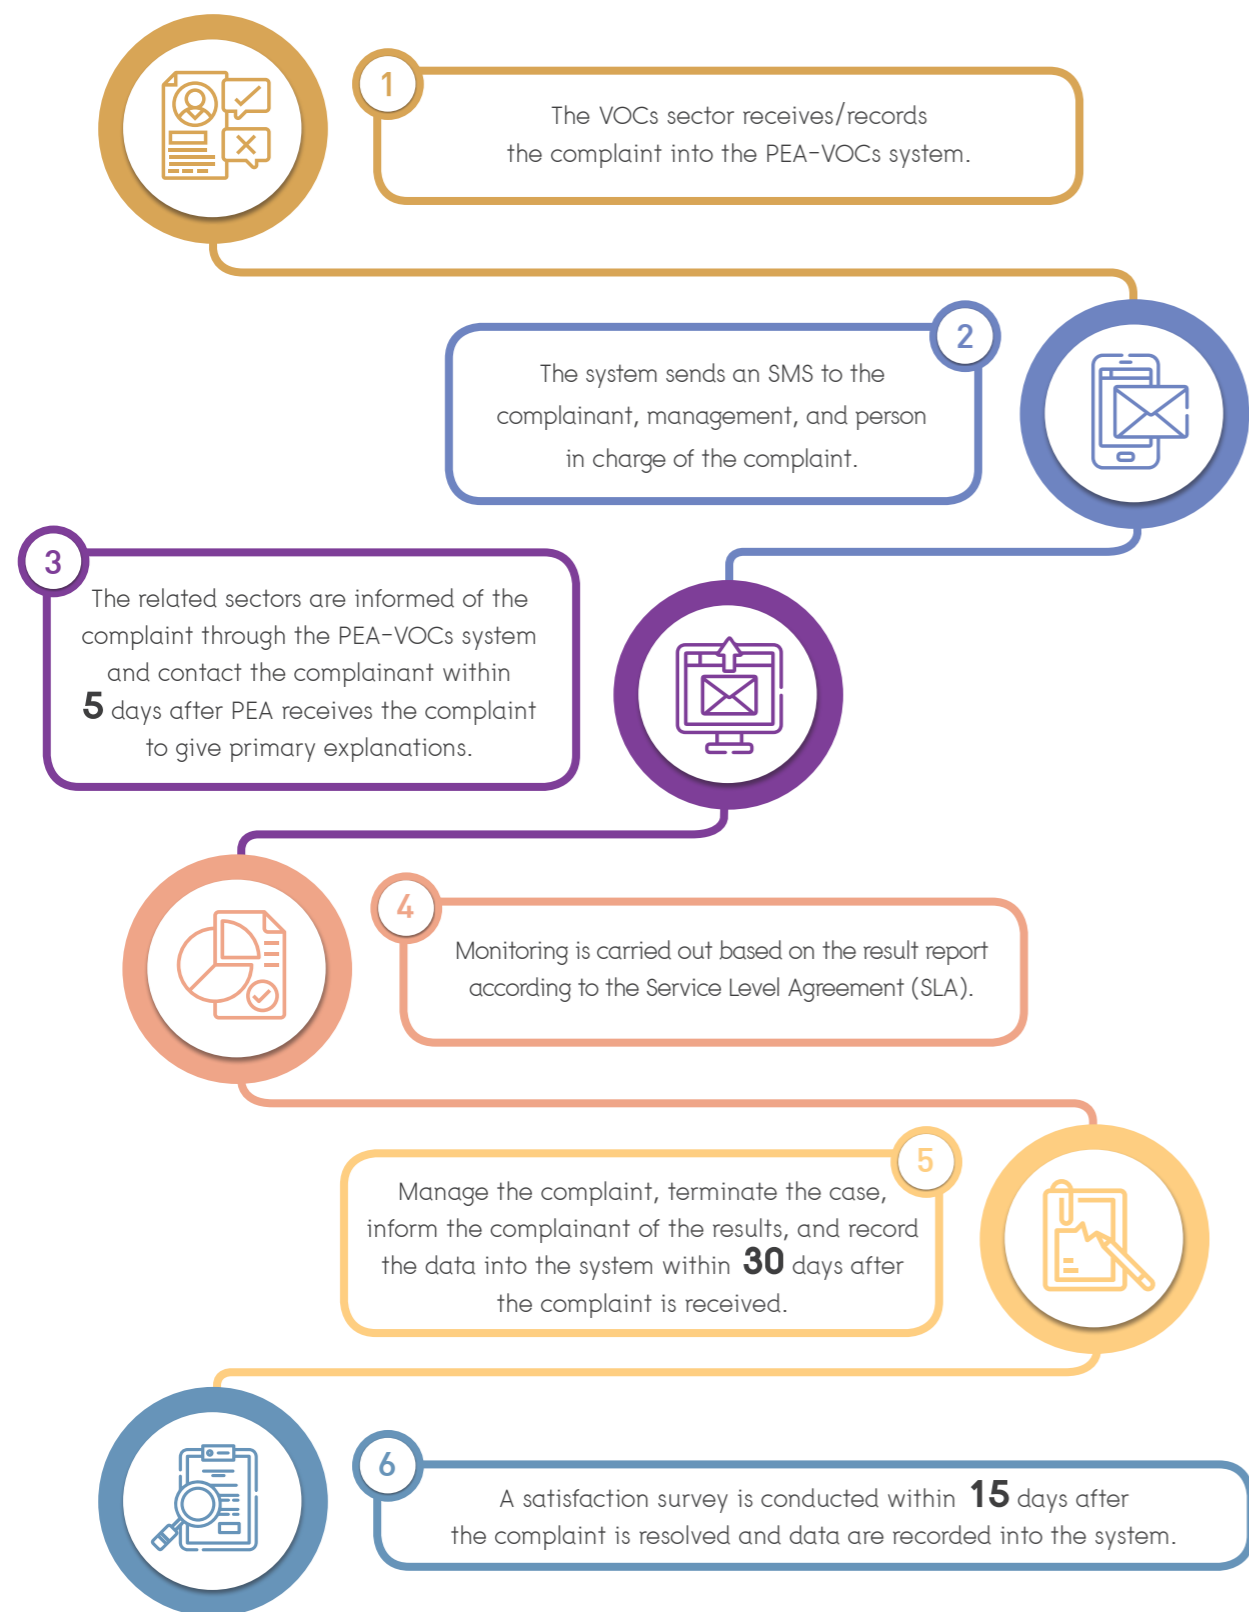 1
The VOCs sector receives/records
the complaint into the PEA-VOCs system.
2
The system sends an SMS to the
complainant, management, and person
in charge of the complaint.
3
The related sectors are informed of the
complaint through the PEA-VOCs system
and contact the complainant within
5 days after PEA receives the complaint
to give primary explanations.
4
Monitoring is carried out based on the result report
according to the Service Level Agreement (SLA).
5
Manage the complaint, terminate the case,
inform the complainant of the results, and record
the data into the system within 30 days after
the complaint is received.
6
A satisfaction survey is conducted within 15 days after
the complaint is resolved and data are recorded into the system.